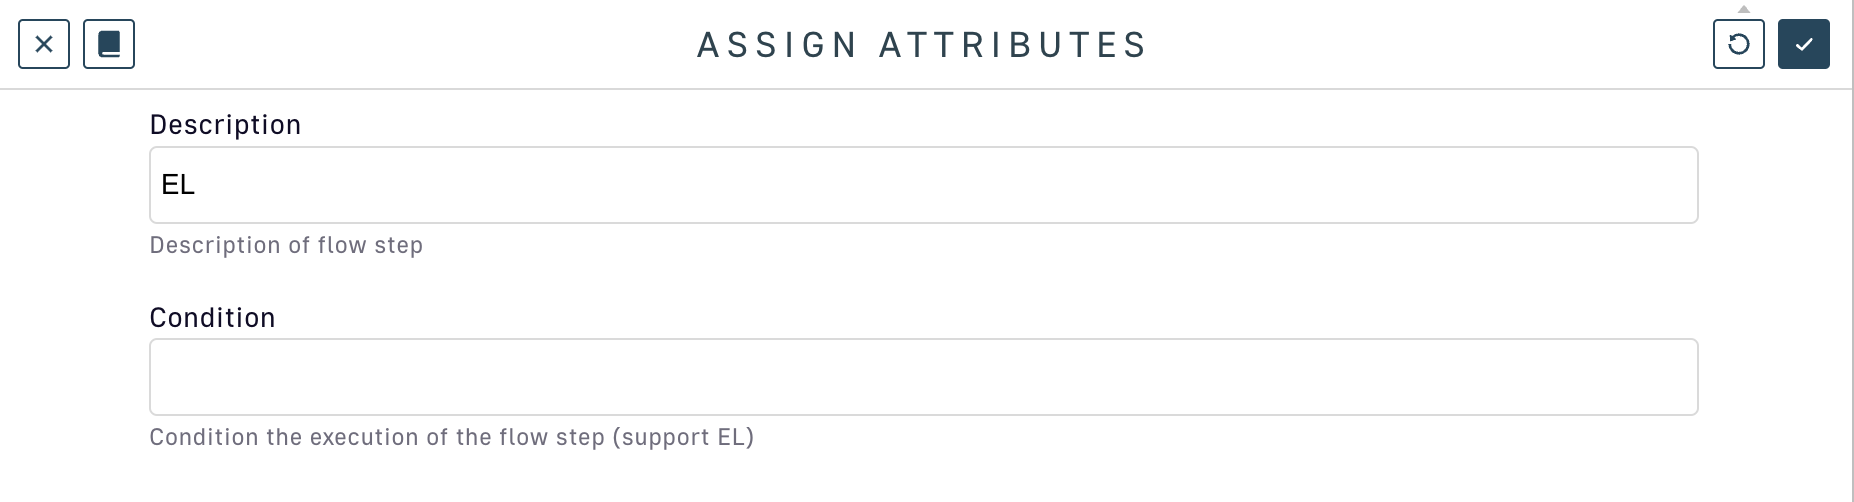 ASSIGN ATTRIBUTES
Description
EL
Description of flow step
Condition
Condition the execution of the flow step (support EL)